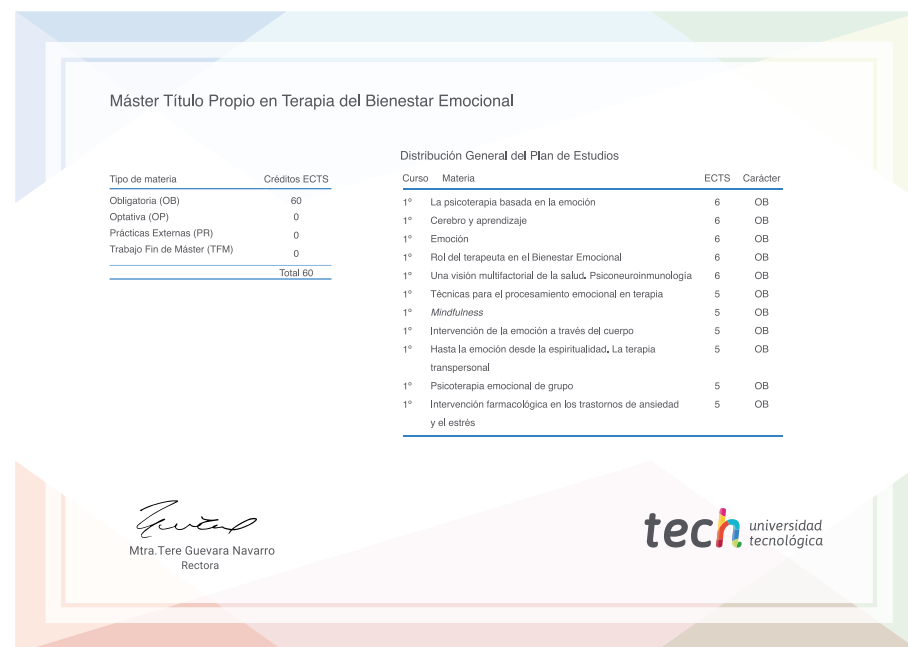 Máster Título Propio en Terapia del Bienestar Emocional
Tipo de materia Créditos ECTS
Obligatoria (OB) 60
Optativa (OP) 0
Prácticas Externas (PR) 0
Trabajo Fin de Máster (TFM) 0
Total 60
Distribución General del Plan de Estudios
Curso Materia ECTS Carácter
1º La psicoterapia basada en la emoción 6 OB
1º Cerebro y aprendizaje 6 OB
1º Emoción 6 OB
1º Rol del terapeuta en el Bienestar Emocional 6 OB
1º Una visión multifactorial de la salud. Psiconeuroinmunología 6 OB
1º Técnicas para el procesamiento emocional en terapia 5 OB
1º Mindfulness 5 OB
1º Intervención de la emoción a través del cuerpo 5 OB
1º Hasta la emoción desde la espiritualidad. La terapia 5 OB
transpersonal
1º Psicoterapia emocional de grupo 5 OB
1º Intervención farmacológica en los trastornos de ansiedad 5 OB
y el estrés
Mtra.Tere Guevara Navarro
Rectora
tech universidad
tecnológica